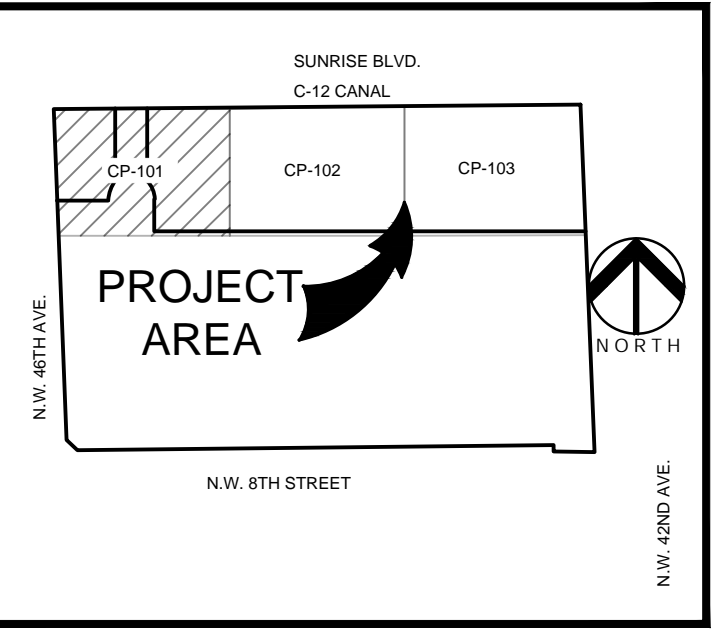 SUNRISE BLVD.
C-12 CANAL
CP-101
CP-102
CP-103
PROJECT
AREA
NORTH
N.W. 46TH AVE.
N.W. 8TH STREET
N.W. 42ND AVE.